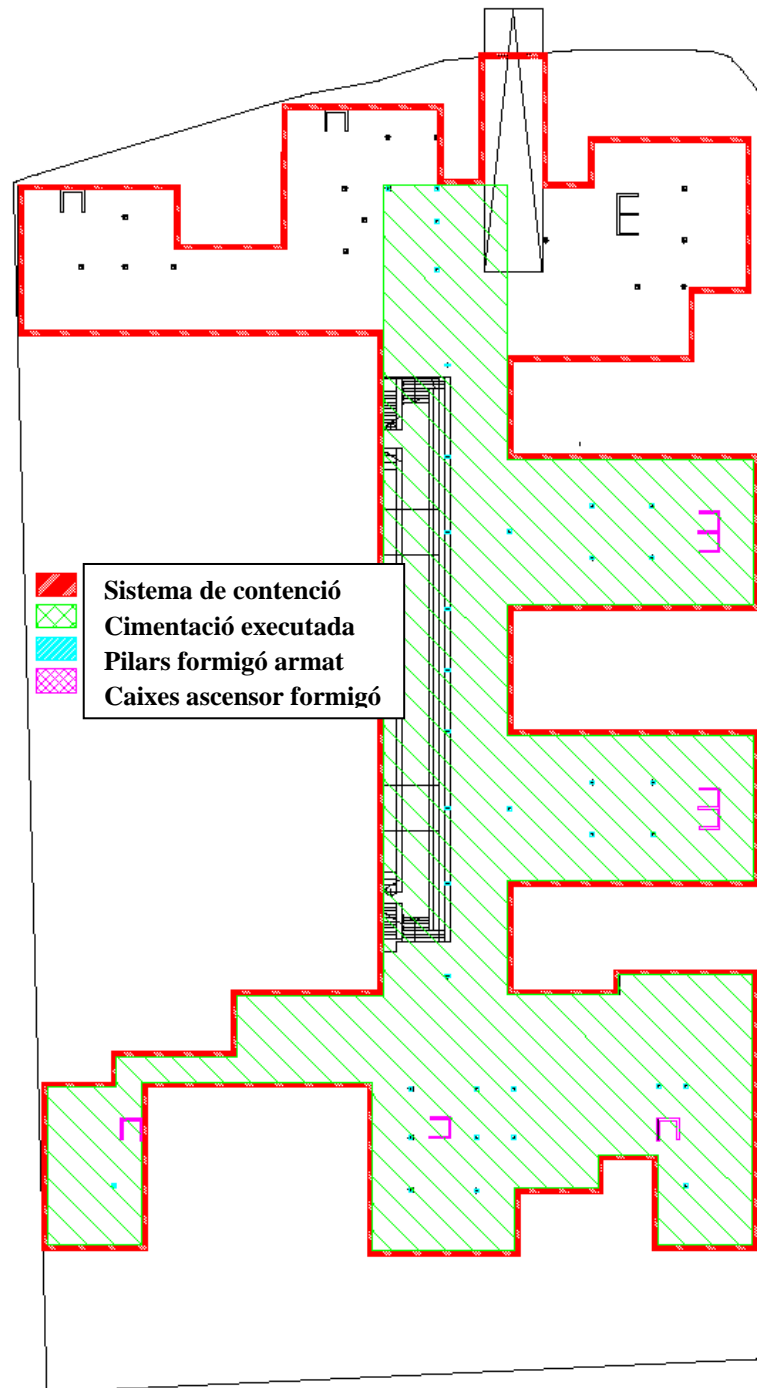 Sistema de contenció
Cimentació executada
Pilars formigó armat
Caixes ascensor formigó